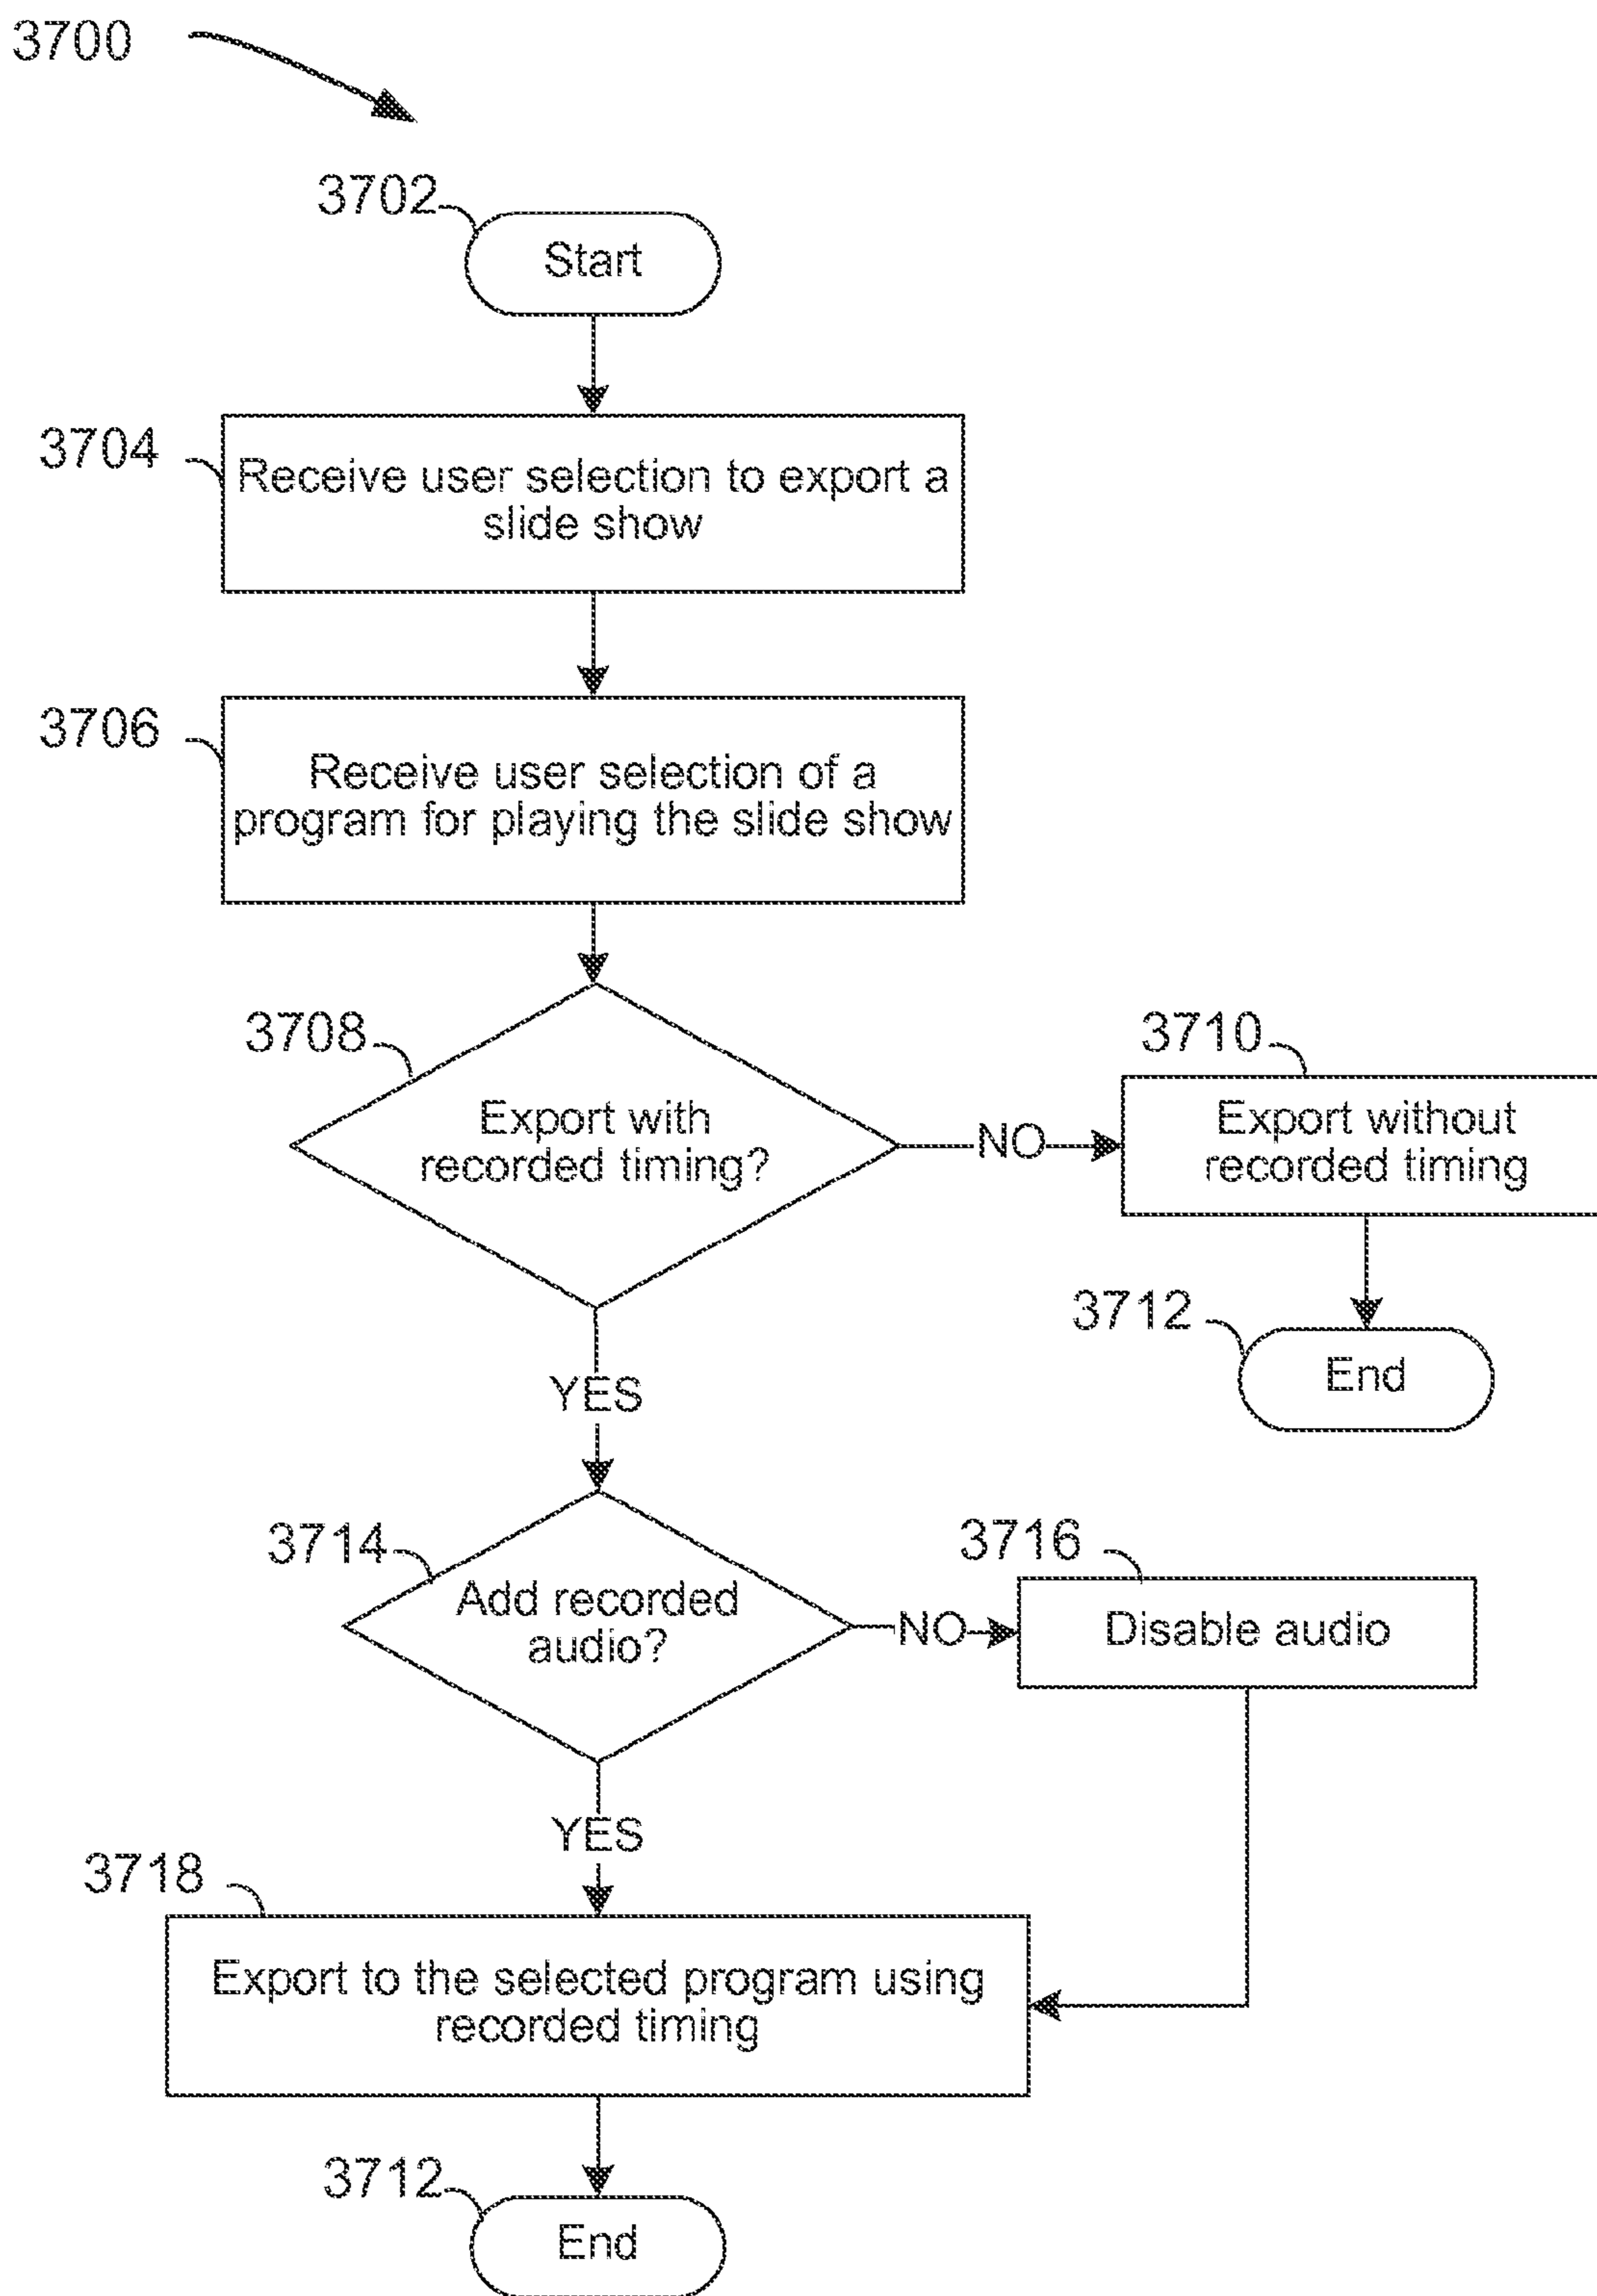 3700
3702
Start
3704
Receive user selection to export a
slide show
3706
Receive user selection of a
program for playing the slide show
3708
Export with
recorded timing?
NO
3710
Export without
recorded timing
3712
End
YES
3714
Add recorded
audio?
NO
3716
Disable audio
YES
3718
Export to the selected program using
recorded timing
3712
End